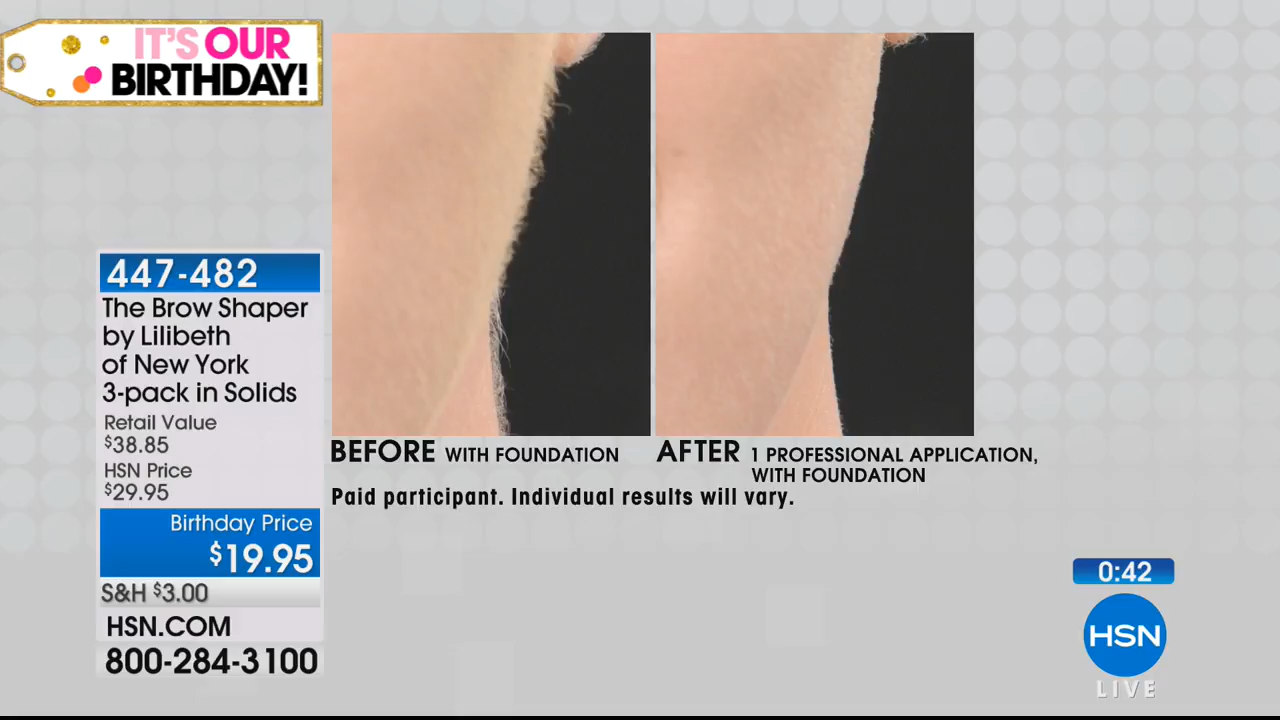 IT'S OUR
BIRTHDAY!
447-482
The Brow Shaper
by Lilibeth
of New York
3-pack in Solids
Retail Value
$38.85
HSN Price
$29.95
Birthday Price
$19.95
S&H $3.00
HSN.COM
800-284-3100
BEFORE WITH FOUNDATION
AFTER 1 PROFESSIONAL APPLICATION,
WITH FOUNDATION
Paid participant. Individual results will vary.
0:42
HSN
LIVE